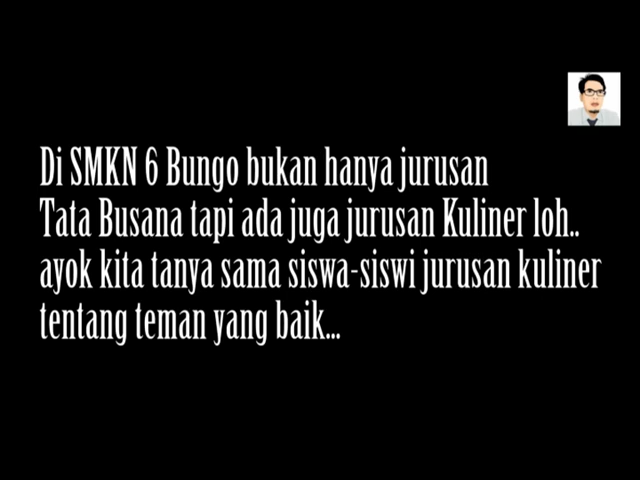 Di SMKN 6 Bungo bukan hanya jurusan
Tata Busana tapi ada juga jurusan Kuliner loh..
ayok kita tanya sama siswa-siswi jurusan kuliner
tentang teman yang baik...